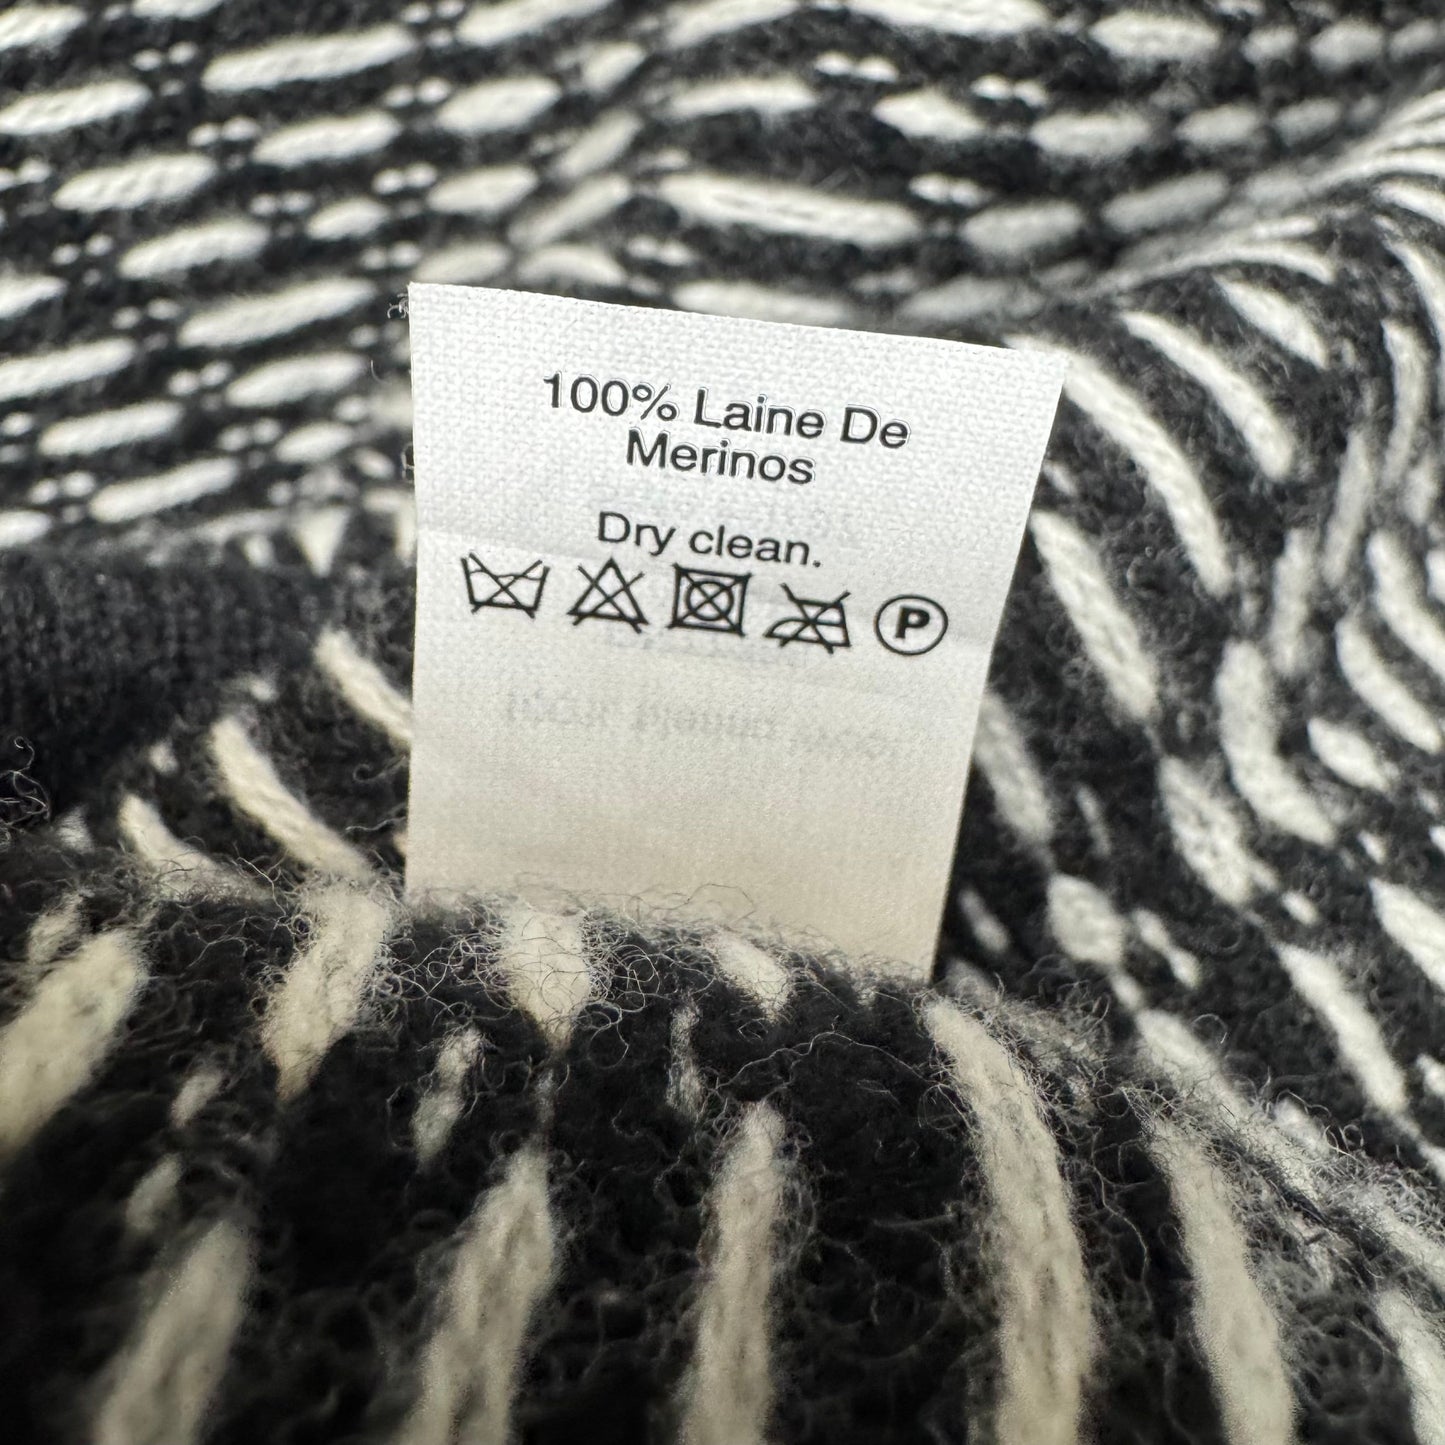 100% Laine De
Merinos
Dry clean.
P